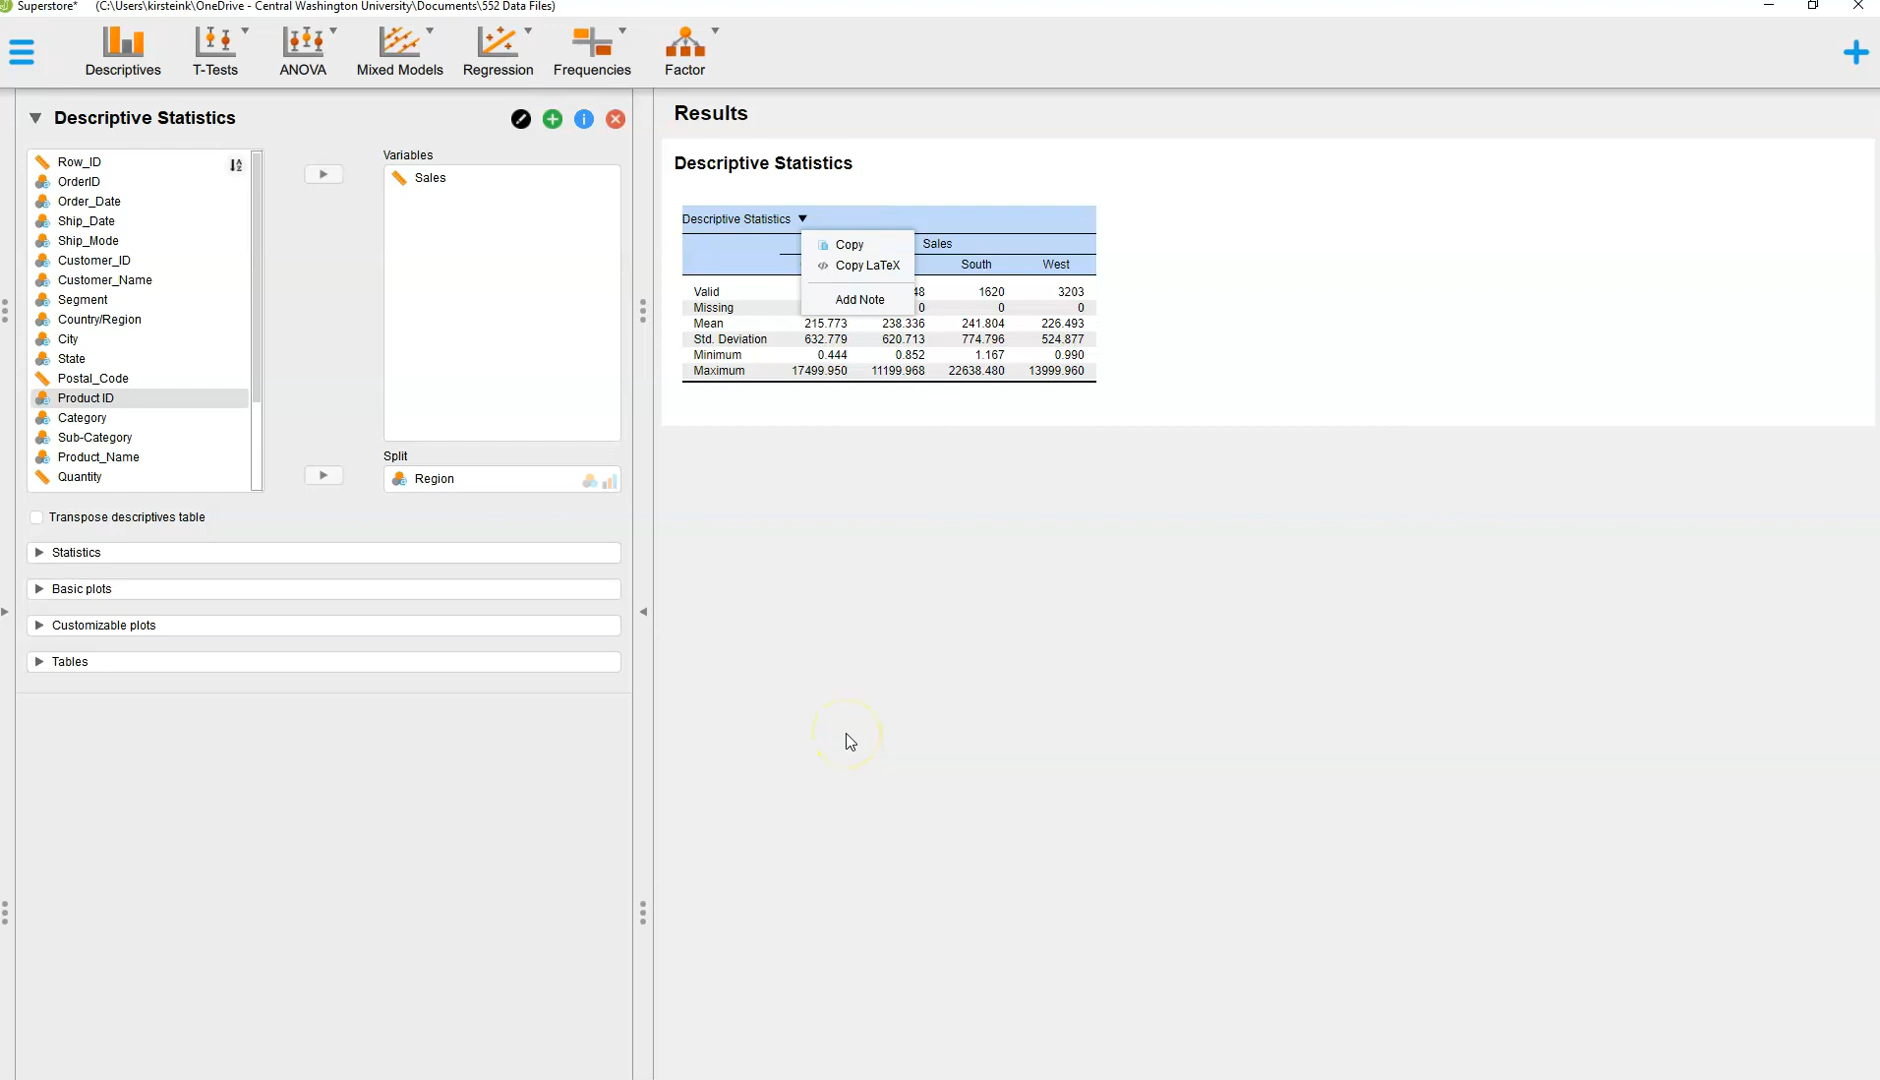 Superstore* (C:\Users\kirsteink\OneDrive - Central Washington University\Documents\552 Data Files)
Descriptives
T-Tests
ANOVA
Mixed Models
Regression
Frequencies
Factor
Descriptive Statistics
Row_ID
OrderID
Order_Date
Ship_Date
Ship_Mode
Customer_ID
Customer_Name
Segment
Country/Region
City
State
Postal_Code
Product ID
Category
Sub-Category
Product_Name
Quantity
Variables
Sales
Split
Region
Transpose descriptives table
Statistics
Basic plots
Customizable plots
Tables
Results
Descriptive Statistics
Descriptive Statistics
Sales
South West
Copy
Copy LaTeX
Add Note
Valid 48 1620 3203
Missing 0 0 0
Mean 215.773 238.336 241.804 226.493
Std. Deviation 632.779 620.713 774.796 524.877
Minimum 0.444 0.852 1.167 0.990
Maximum 17499.950 11199.968 22638.480 13999.960